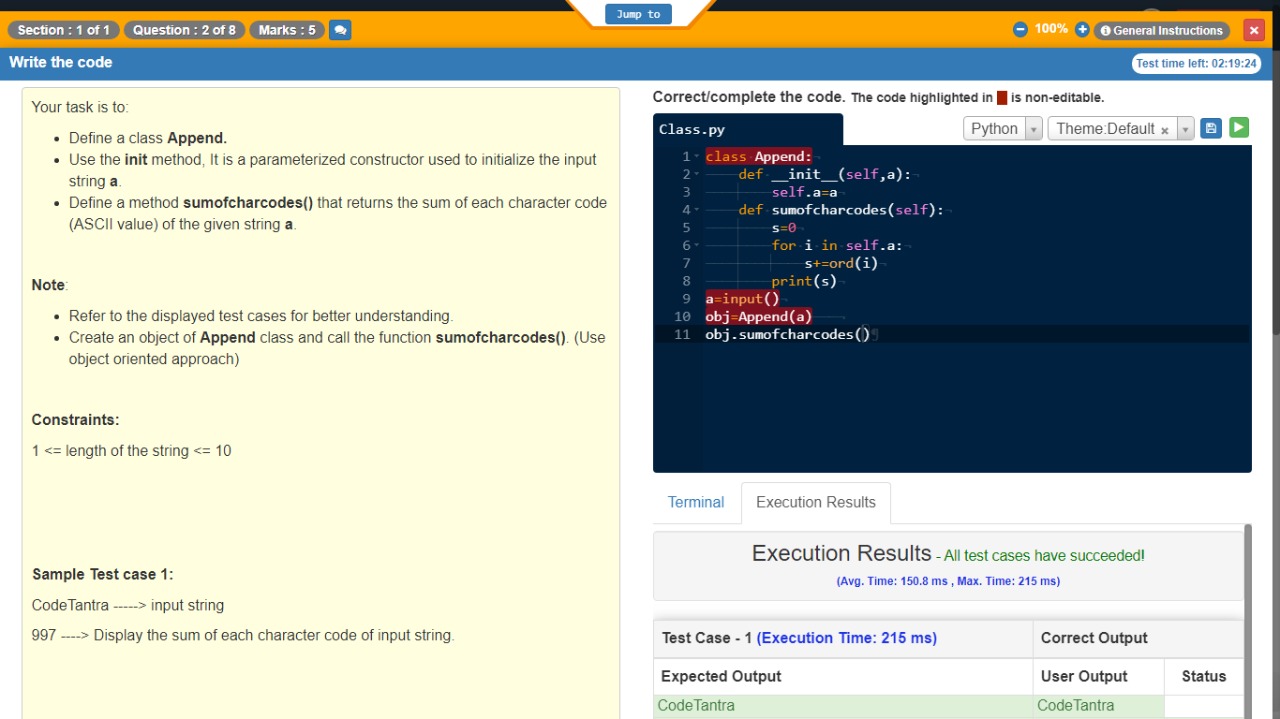 Jump to
Section : 1 of 1 Question : 2 of 8 Marks : 5 100% General Instructions
Write the code Test time left: 02:19:24
Your task is to:
Define a class Append.
Use the init method, It is a parameterized constructor used to initialize the input
string a.
Define a method sumofcharcodes() that returns the sum of each character code
(ASCII value) of the given string a.
Note:
Refer to the displayed test cases for better understanding.
Create an object of Append class and call the function sumofcharcodes(). (Use
object oriented approach)
Constraints:
1 <= length of the string <= 10
Sample Test case 1:
CodeTantra -----> input string
997 ----> Display the sum of each character code of input string.
Correct/complete the code. The code highlighted in is non-editable.
Class.py Python Theme:Default ×
1 class Append:
2 def __init__(self,a):
3 self.a=a
4 def sumofcharcodes(self):
5 s=0
6 for i in self.a:
7 s+=ord(i)
8 print(s)
9 a=input()
10 obj=Append(a)
11 obj.sumofcharcodes()
Terminal Execution Results
Execution Results - All test cases have succeeded!
(Avg. Time: 150.8 ms , Max. Time: 215 ms)
Test Case - 1 (Execution Time: 215 ms) Correct Output
Expected Output User Output Status
CodeTantra CodeTantra